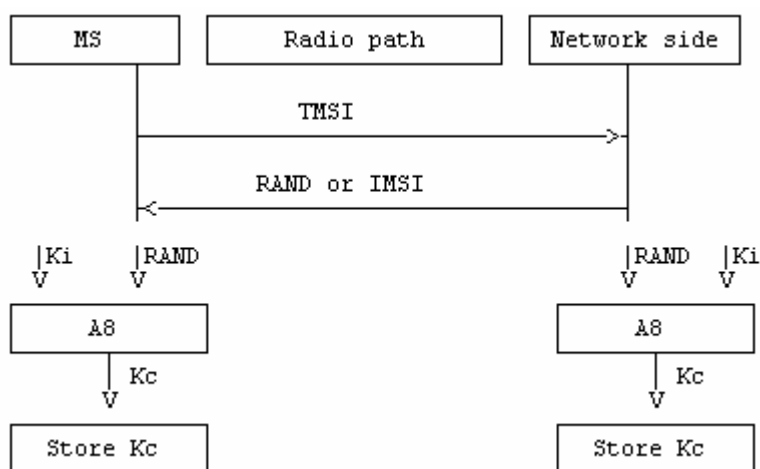 MS Radio path Network side
TMSI
RAND or IMSI
Ki RAND RAND Ki
A8 A8
Kc Kc
Store Kc Store Kc